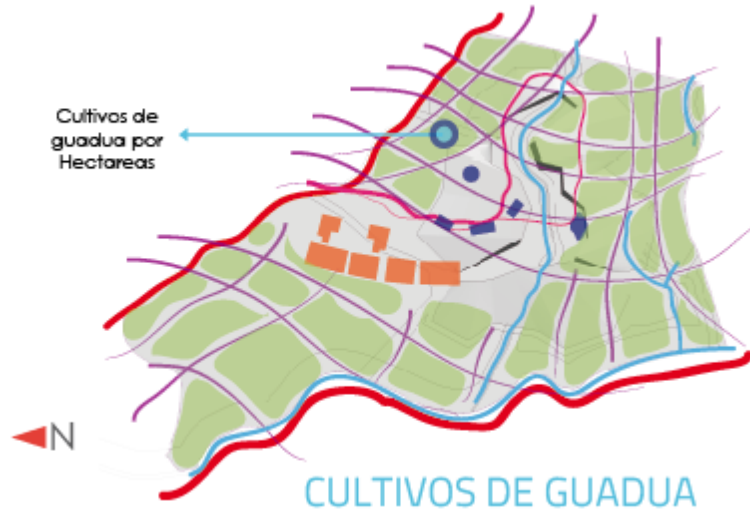 Cultivos de
guadua por
Hectareas
N
CULTIVOS DE GUADUA